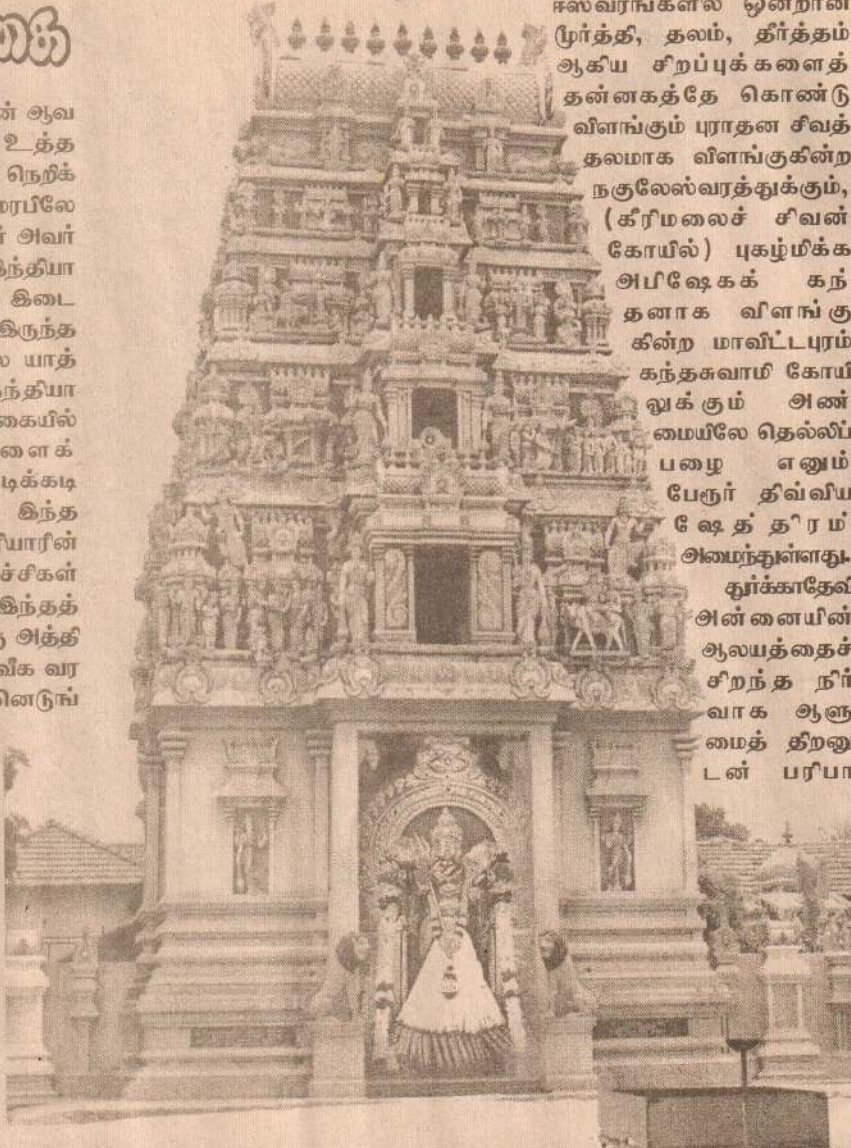 கை
ன் ஆவ
உத்த
நெறிக்
மரபிலே
ர் அவர்
இந்தியா
இடை
இருந்த
ல யாத்
ந்தியா
கையில்
ளைக்
டிக்கடி
இந்த
ரியாரின்
ச்சிகள்
இந்தத்
அத்தி
வீக வர
னெடுங்
ஈஸ்வரங்களில் ஒன்றான
மூர்த்தி, தலம், தீர்த்தம்
ஆகிய சிறப்புக்களைத்
தன்னகத்தே கொண்டு
விளங்கும் புராதன சிவத்
தலமாக விளங்குகின்ற
நகுலேஸ்வரத்துக்கும்,
(கீரிமலைச் சிவன்
கோயில்) புகழ்மிக்க
அபிஷேகக் கந்
தனாக விளங்கு
கின்ற மாவிட்டபுரம்
கந்தசுவாமி கோயி
லுக்கும் அண்
மையிலே தெல்லிப்
பழை எனும்
பேரூர் திவ்விய
ஷேத்திரம்
அமைந்துள்ளது.
துர்க்காதேவி
அன்னையின்
ஆலயத்தைச்
சிறந்த நிர்
வாக ஆளு
மைத் திறனு
டன் பரிபா